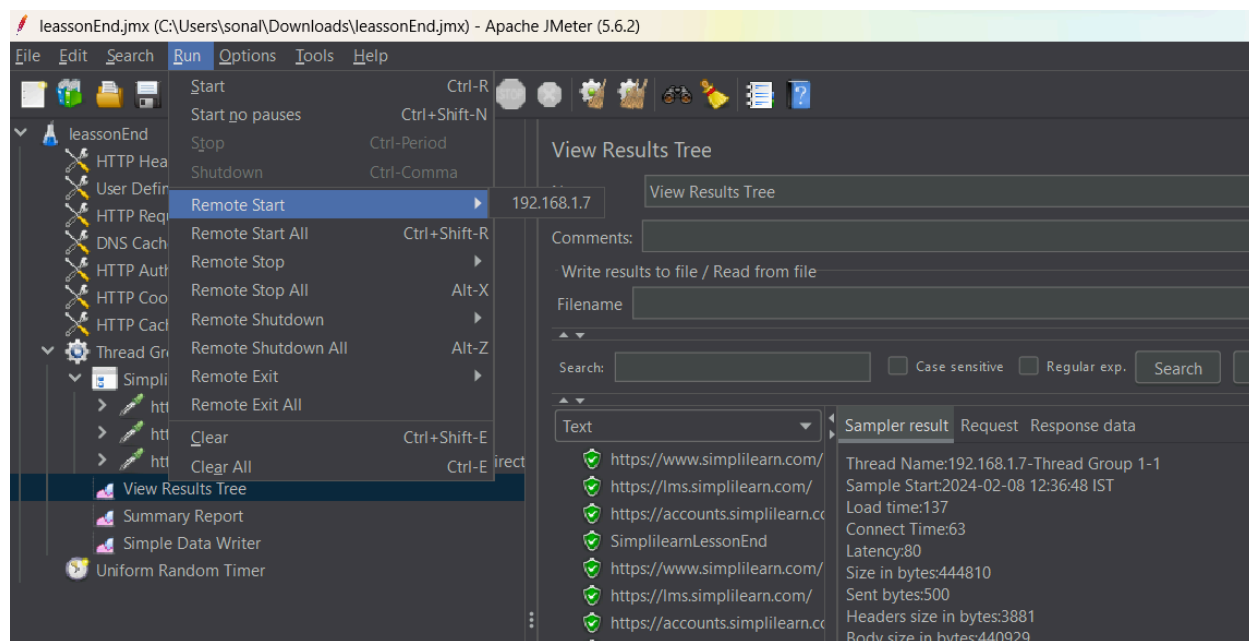 leassonEnd.jmx (C:\Users\sonal\Downloads\leassonEnd.jmx) - Apache JMeter (5.6.2)
File Edit Search Run Options Tools Help
Start Ctrl-R
Start no pauses Ctrl+Shift-N
Stop Ctrl-Period
Shutdown Ctrl-Comma
Remote Start 192.168.1.7
Remote Start All Ctrl+Shift-R
Remote Stop
Remote Stop All Alt-X
Remote Shutdown
Remote Shutdown All Alt-Z
Remote Exit
Remote Exit All
Clear Ctrl+Shift-E
Clear All Ctrl-E
leassonEnd
HTTP Hea
User Defin
HTTP Requ
DNS Cach
HTTP Auth
HTTP Coo
HTTP Cach
Thread Gr
Simpli
htt
htt
htt
irect
View Results Tree
Summary Report
Simple Data Writer
Uniform Random Timer
View Results Tree
View Results Tree
Comments:
Write results to file / Read from file
Filename
Search: Case sensitive Regular exp. Search
Text
https://www.simplilearn.com/
https://lms.simplilearn.com/
https://accounts.simplilearn.co
SimplilearnLessonEnd
https://www.simplilearn.com/
https://lms.simplilearn.com/
https://accounts.simplilearn.co
Sampler result Request Response data
Thread Name:192.168.1.7-Thread Group 1-1
Sample Start:2024-02-08 12:36:48 IST
Load time:137
Connect Time:63
Latency:80
Size in bytes:444810
Sent bytes:500
Headers size in bytes:3881
Body size in bytes:440929